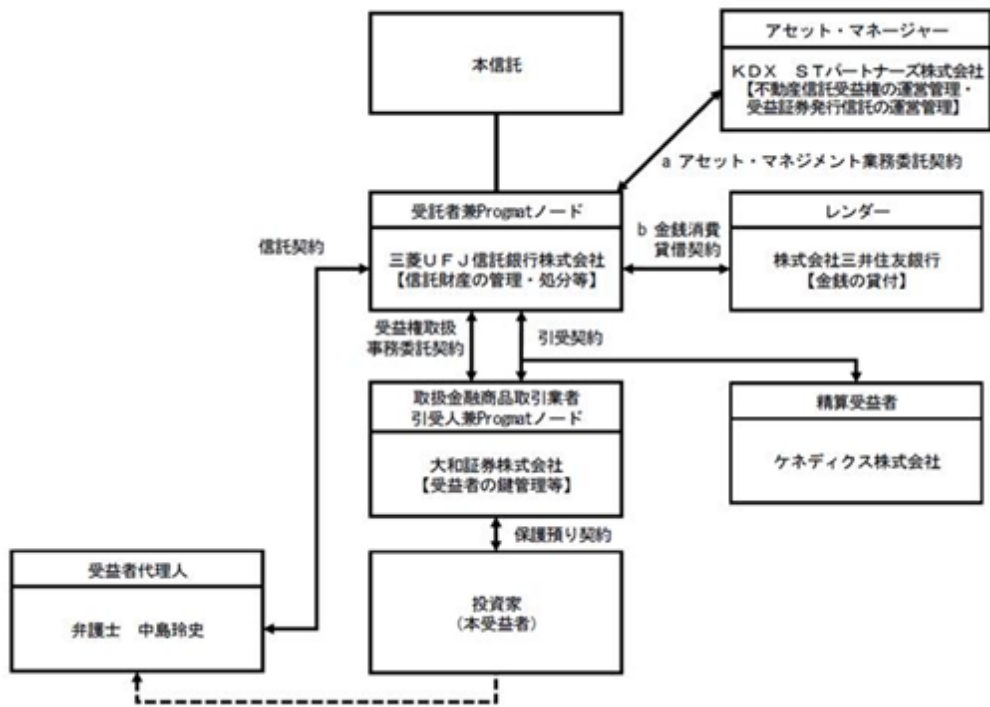 本信託
アセット・マネージャー
KDX STパートナーズ株式会社
【不動産信託受益権の運営管理・
受益証券発行信託の運営管理】
a アセット・マネジメント業務委託契約
受託者兼Progmatノード
三菱UFJ信託銀行株式会社
【信託財産の管理・処分等】
信託契約
b 金銭消費
貸借契約
レンダー
株式会社三井住友銀行
【金銭の貸付】
受益権取扱
事務委託契約
引受契約
取扱金融商品取引業者
引受人兼Progmatノード
大和証券株式会社
【受益者の鍵管理等】
精算受益者
ケネディクス株式会社
保護預り契約
受益者代理人
弁護士 中島玲史
投資家
(本受益者)